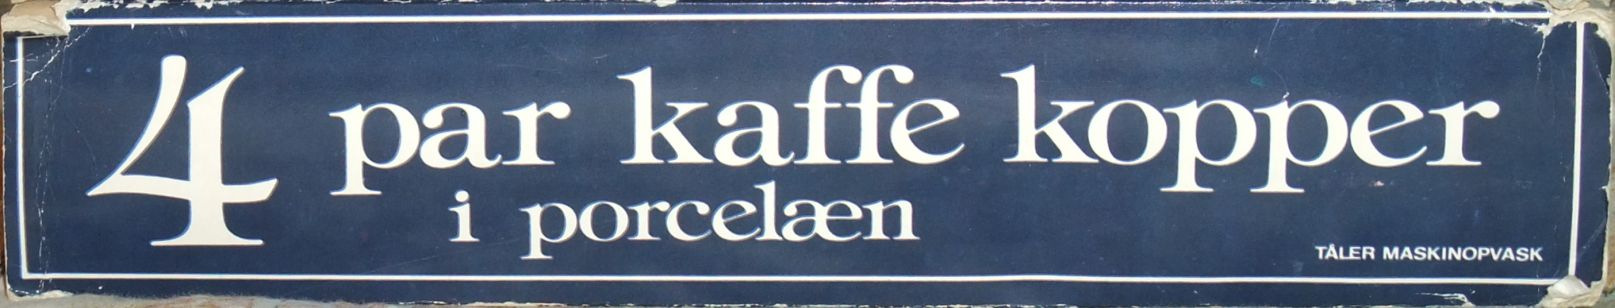 4 par kaffe kopper
i porcelæn
TÅLER MASKINOPVASK